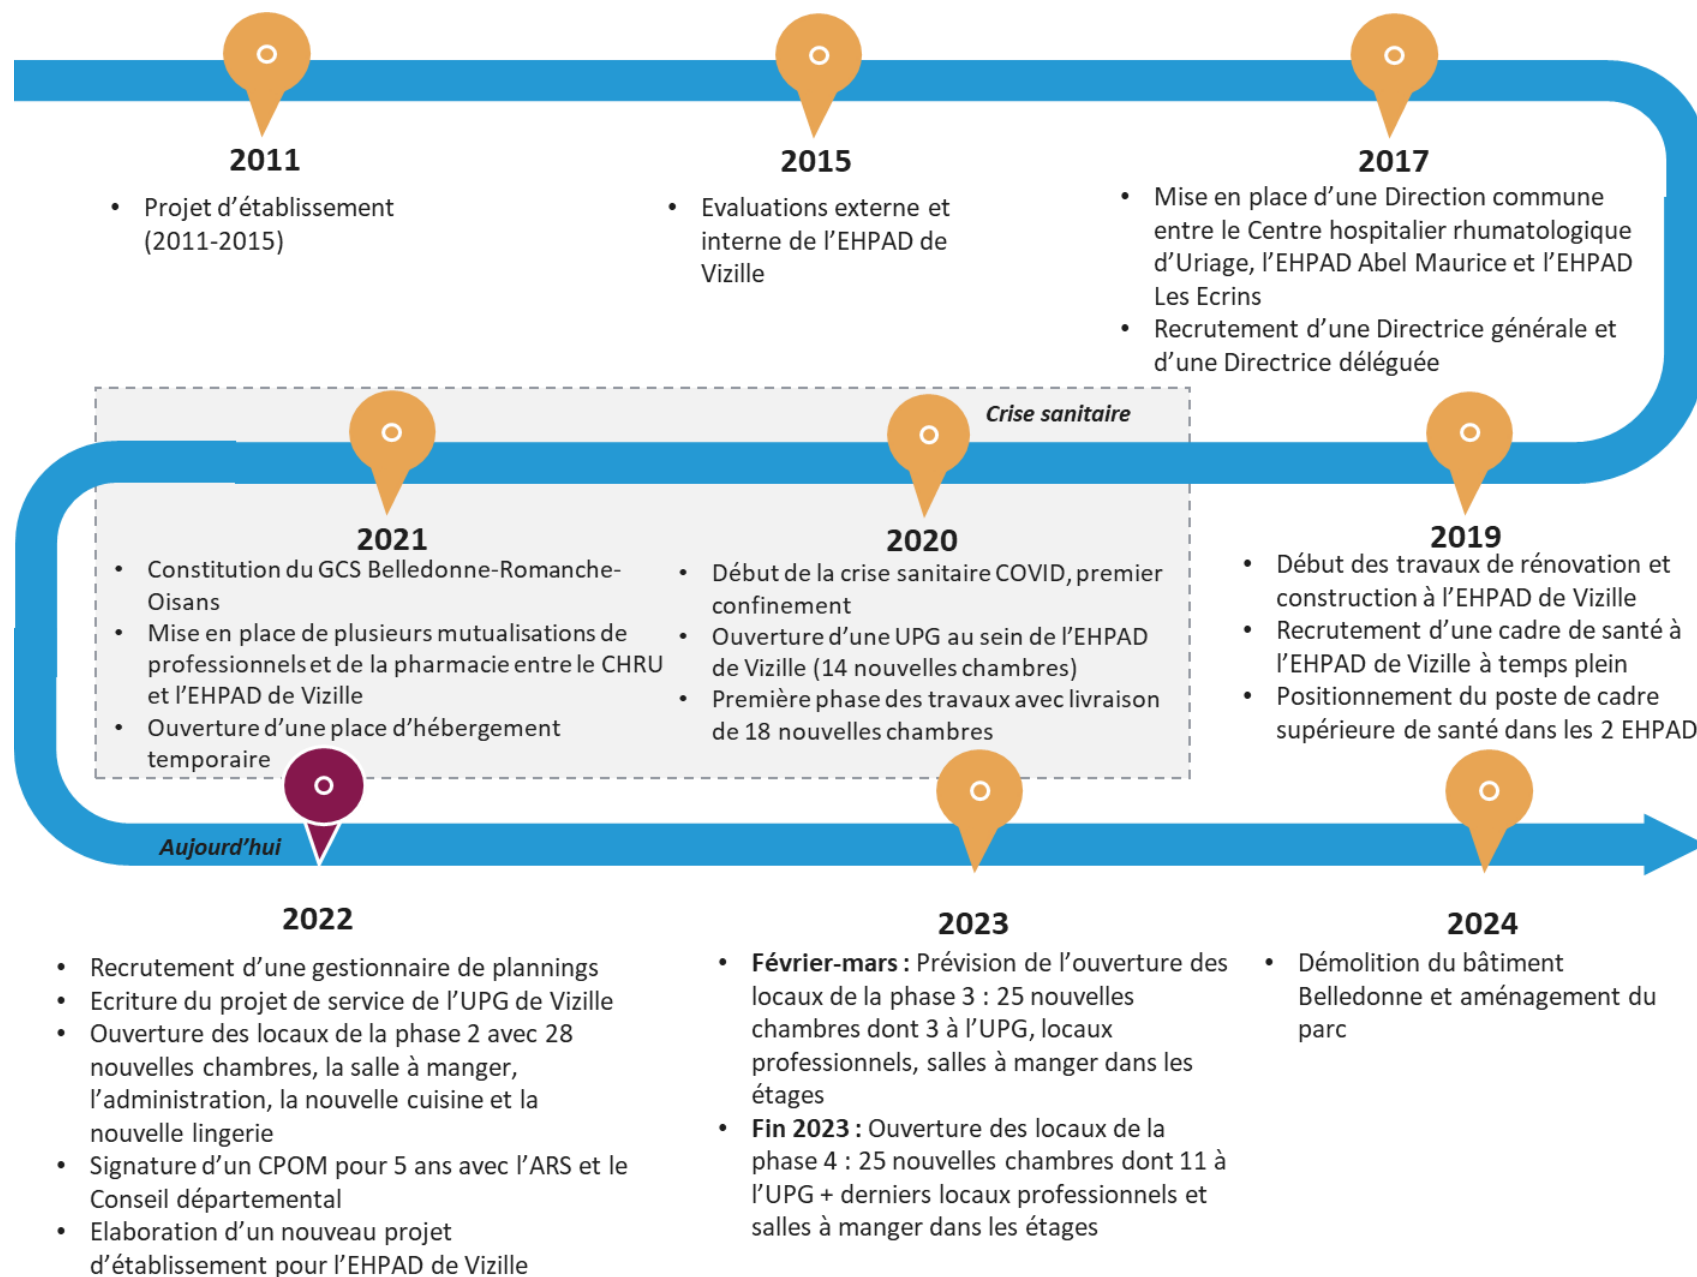 2011
• Projet d’établissement
(2011-2015)
2015
• Evaluations externe et
interne de l’EHPAD de
Vizille
2017
• Mise en place d’une Direction commune
entre le Centre hospitalier rhumatologique
d’Uriage, l’EHPAD Abel Maurice et l’EHPAD
Les Ecrins
• Recrutement d’une Directrice générale et
d’une Directrice déléguée
Crise sanitaire
2019
• Début des travaux de rénovation et
construction à l’EHPAD de Vizille
• Recrutement d’une cadre de santé à
l’EHPAD de Vizille à temps plein
• Positionnement du poste de cadre
supérieure de santé dans les 2 EHPAD
2020
• Début de la crise sanitaire COVID, premier
confinement
• Ouverture d’une UPG au sein de l’EHPAD
de Vizille (14 nouvelles chambres)
• Première phase des travaux avec livraison
de 18 nouvelles chambres
2021
• Constitution du GCS Belledonne-Romanche-
Oisans
• Mise en place de plusieurs mutualisations de
professionnels et de la pharmacie entre le CHRU
et l’EHPAD de Vizille
• Ouverture d’une place d’hébergement
temporaire
Aujourd’hui
2022
• Recrutement d’une gestionnaire de plannings
• Ecriture du projet de service de l’UPG de Vizille
• Ouverture des locaux de la phase 2 avec 28
nouvelles chambres, la salle à manger,
l’administration, la nouvelle cuisine et la
nouvelle lingerie
• Signature d’un CPOM pour 5 ans avec l’ARS et le
Conseil départemental
• Elaboration d’un nouveau projet
d’établissement pour l’EHPAD de Vizille
2023
• Février-mars : Prévision de l’ouverture des
locaux de la phase 3 : 25 nouvelles
chambres dont 3 à l’UPG, locaux
professionnels, salles à manger dans les
étages
• Fin 2023 : Ouverture des locaux de la
phase 4 : 25 nouvelles chambres dont 11 à
l’UPG + derniers locaux professionnels et
salles à manger dans les étages
2024
• Démolition du bâtiment
Belledonne et aménagement du
parc